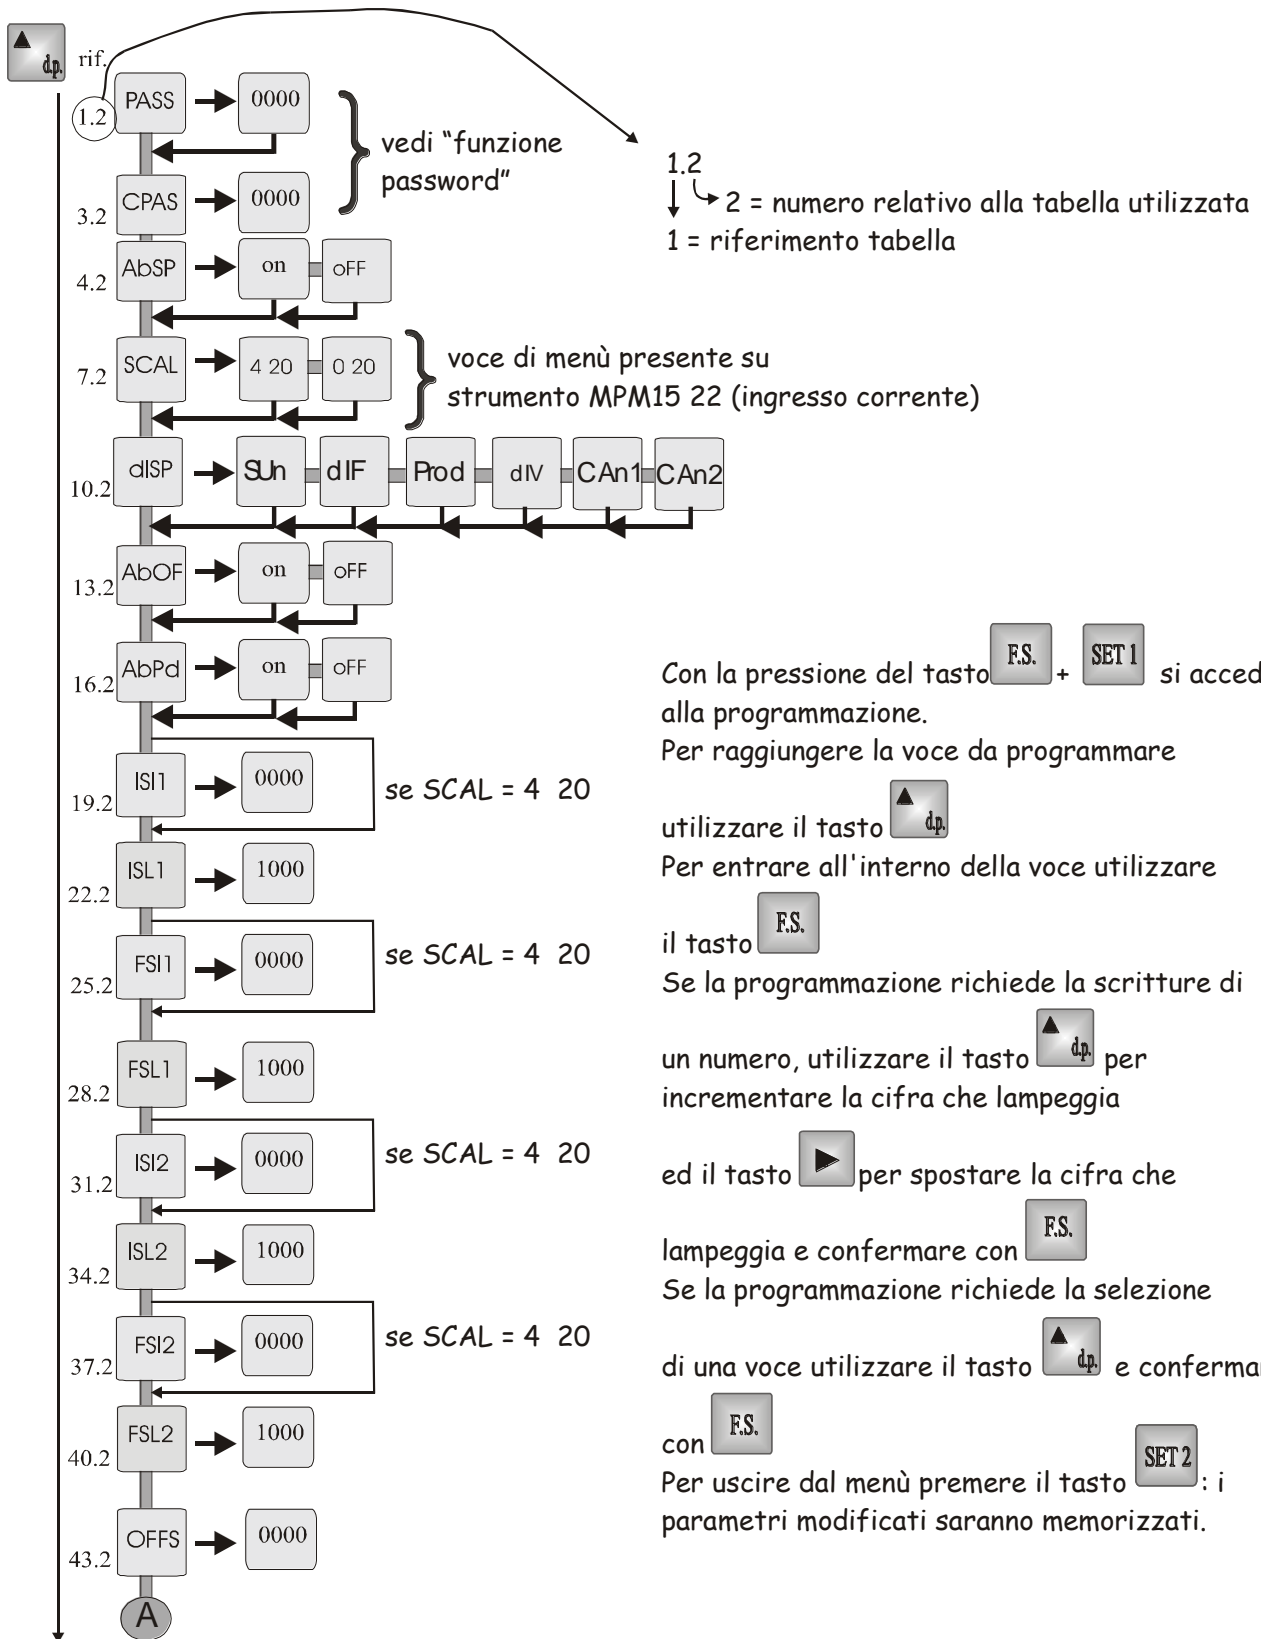 ▲ d.p. rif.
1.2 PASS 0000
vedi “funzione
password”
3.2 CPAS 0000
1.2
2 = numero relativo alla tabella utilizzata
1 = riferimento tabella
4.2 AbSP on oFF
7.2 SCAL 4 20 0 20
voce di menù presente su
strumento MPM15 22 (ingresso corrente)
10.2 dISP SUn dIF Prod dIV CAn1 CAn2
13.2 AbOF on oFF
16.2 AbPd on oFF
19.2 ISI1 0000 se SCAL = 4 20
22.2 ISL1 1000
25.2 FSI1 0000 se SCAL = 4 20
28.2 FSL1 1000
31.2 ISI2 0000 se SCAL = 4 20
34.2 ISL2 1000
37.2 FSI2 0000 se SCAL = 4 20
40.2 FSL2 1000
43.2 OFFS 0000
A
Con la pressione del tasto F.S. + SET 1 si acced
alla programmazione.
Per raggiungere la voce da programmare
utilizzare il tasto ▲ d.p.
Per entrare all'interno della voce utilizzare
il tasto F.S.
Se la programmazione richiede la scritture di
un numero, utilizzare il tasto ▲ d.p. per
incrementare la cifra che lampeggia
ed il tasto ▶ per spostare la cifra che
lampeggia e confermare con F.S.
Se la programmazione richiede la selezione
di una voce utilizzare il tasto ▲ d.p. e confermar
con F.S.
Per uscire dal menù premere il tasto SET 2 : i
parametri modificati saranno memorizzati.